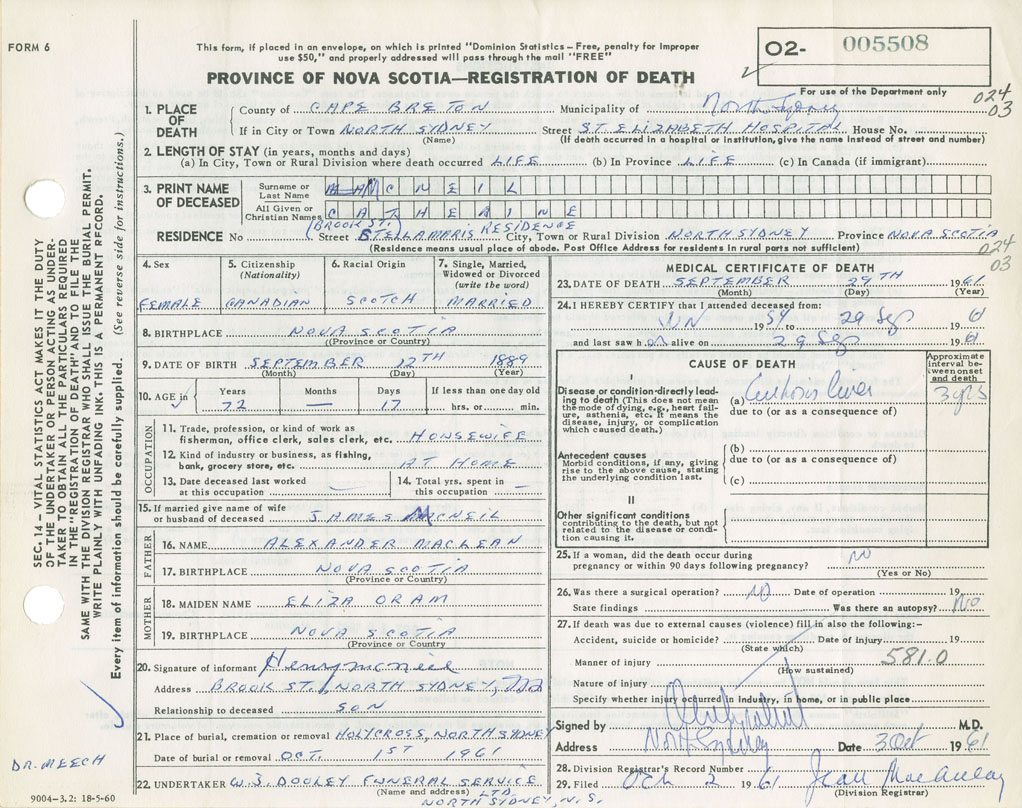 FORM 6
This form, if placed in an envelope, on which is printed "Dominion Statistics – Free, penalty for improper
use $50," and properly addressed will pass through the mail "FREE"
02- 005508
PROVINCE OF NOVA SCOTIA—REGISTRATION OF DEATH
For use of the Department only
024
03
1. PLACE OF DEATH
County of CAPE BRETON Municipality of North Sydney
If in City or Town NORTH SYDNEY Street ST ELIZABETH HOSPITAL House No.
(Name) (If death occurred in a hospital or institution, give the name instead of street and number)
2. LENGTH OF STAY (in years, months and days)
(a) In City, Town or Rural Division where death occurred LIFE (b) In Province LIFE (c) In Canada (if immigrant)
3. PRINT NAME OF DECEASED
Surname or Last Name MCNEIL
All Given or Christian Names CATHERINE
(BROOK ST.)
RESIDENCE No Street STELLAMARIS RESIDENCE City, Town or Rural Division NORTH SYDNEY Province NOVA SCOTIA
(Residence means usual place of abode. Post Office Address for residents in rural parts not sufficient)
024
03
4. Sex FEMALE
5. Citizenship (Nationality) CANADIAN
6. Racial Origin SCOTCH
7. Single, Married, Widowed or Divorced (write the word) MARRIED
8. BIRTHPLACE NOVA SCOTIA
((Province or Country)
9. DATE OF BIRTH SEPTEMBER 12TH 1889
(Month) (Day) (Year)
10. AGE in Years 72 Months — Days 17 If less than one day old hrs. or min.
OCCUPATION
11. Trade, profession, or kind of work as
fisherman, office clerk, sales clerk, etc. HOUSEWIFE
12. Kind of industry or business, as fishing,
bank, grocery store, etc. AT HOME
13. Date deceased last worked
at this occupation —
14. Total yrs. spent in
this occupation —
15. If married give name of wife
or husband of deceased JAMES MCNEIL
FATHER
16. NAME ALEXANDER MACLEAN
17. BIRTHPLACE NOVA SCOTIA
(Province or Country)
MOTHER
18. MAIDEN NAME ELIZA ORAM
19. BIRTHPLACE NOVA SCOTIA
(Province or Country)
20. Signature of informant Henry McNeil
Address BROOK ST., NORTH SYDNEY, NS
Relationship to deceased SON
21. Place of burial, cremation or removal HOLYCROSS, NORTH SYDNEY
Date of burial or removal OCT. 1ST 1961
22. UNDERTAKER W.J. DOOLEY FUNERAL SERVICE LTD.
(Name and address)
NORTH SYDNEY, N.S.
MEDICAL CERTIFICATE OF DEATH
23. DATE OF DEATH SEPTEMBER 29TH 1961
(Month) (Day) (Year)
24. I HEREBY CERTIFY that I attended deceased from:
19 59 to 29 Sep 1961
and last saw her alive on 29 Sep 1961
CAUSE OF DEATH
Approximate interval between onset and death
I
Disease or condition directly leading to death (This does not mean the mode of dying, e.g., heart failure, asthenia, etc. It means the disease, injury, or complication which caused death.)
(a) Cirrhosis Liver 3 yrs
due to (or as a consequence of)
Antecedent causes
Morbid conditions, if any, giving rise to the above cause, stating the underlying condition last.
(b)
due to (or as a consequence of)
(c)
II
Other significant conditions
contributing to the death, but not related to the disease or condition causing it.
25. If a woman, did the death occur during
pregnancy or within 90 days following pregnancy? no
(Yes or No)
26. Was there a surgical operation? No Date of operation 19
State findings Was there an autopsy? No
27. If death was due to external causes (violence) fill in also the following:–
Accident, suicide or homicide? Date of injury 19
(State which)
Manner of injury 581.0
(How sustained)
Nature of injury
Specify whether injury occurred in industry, in home, or in public place
Signed by M.D.
Address North Sydney Date 3 Oct 1961
28. Division Registrar's Record Number
29. Filed Oct 2 1961 Jean MacAulay
(Division Registrar)
SEC. 14 – VITAL STATISTICS ACT MAKES IT THE DUTY
OF THE UNDERTAKER OR PERSON ACTING AS UNDER-
TAKER TO OBTAIN ALL THE PARTICULARS REQUIRED
IN THE "REGISTRATION OF DEATH" AND TO FILE THE
SAME WITH THE DIVISION REGISTRAR WHO SHALL ISSUE THE BURIAL PERMIT.
WRITE PLAINLY WITH UNFADING INK. THIS IS A PERMANENT RECORD.
Every item of information should be carefully supplied. (See reverse side for instructions.)
DR. MEECH
9004–3.2: 18-5-60